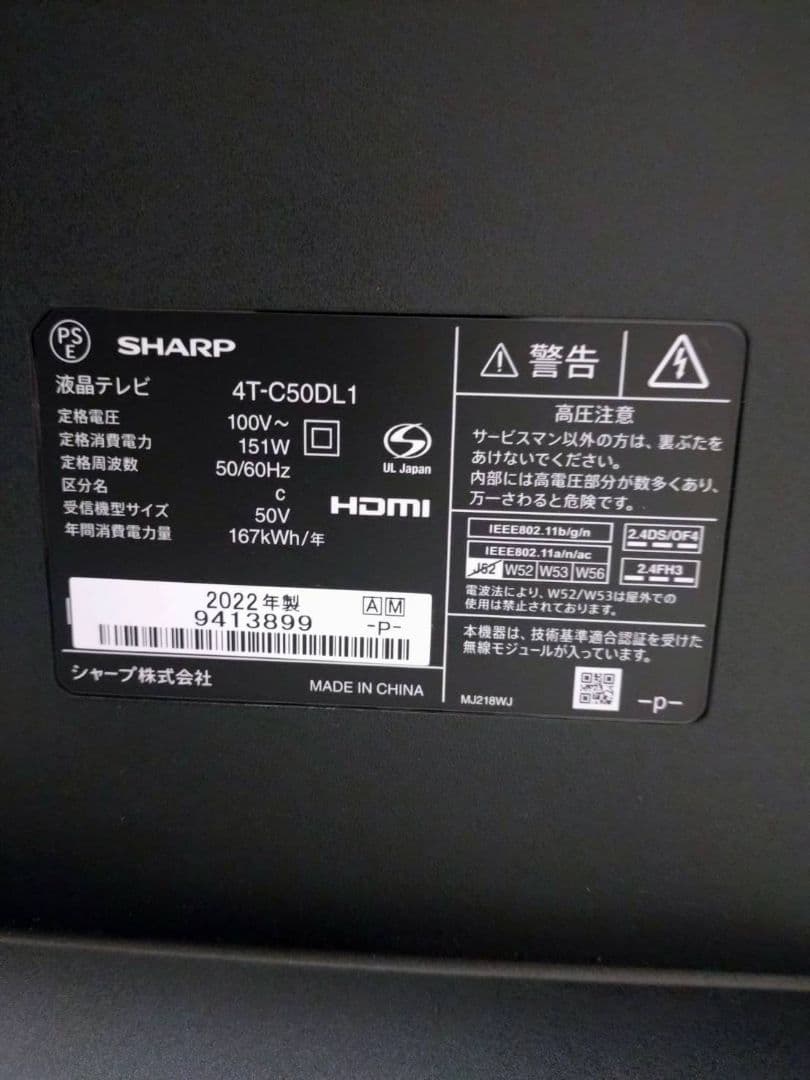 PS
E
SHARP
液晶テレビ 4T-C50DL1
定格電圧 100V～
定格消費電力 151W
定格周波数 50/60Hz
区分名 c
受信機型サイズ 50V
年間消費電力量 167kWh/年
UL Japan
HDMI
2022年製 AM
9413899 -P-
シャープ株式会社
MADE IN CHINA
警告
高圧注意
サービスマン以外の方は、裏ぶたを
あけないでください。
内部には高電圧部分が数多くあり、
万一さわると危険です。
IEEE802.11b/g/n 2.4DS/OF4
IEEE802.11a/n/ac
J52 W52 W53 W56 2.4FH3
電波法により、W52/W53は屋外での
使用は禁止されております。
本機器は、技術基準適合認証を受けた
無線モジュールが入っています。
MJ218WJ -p-